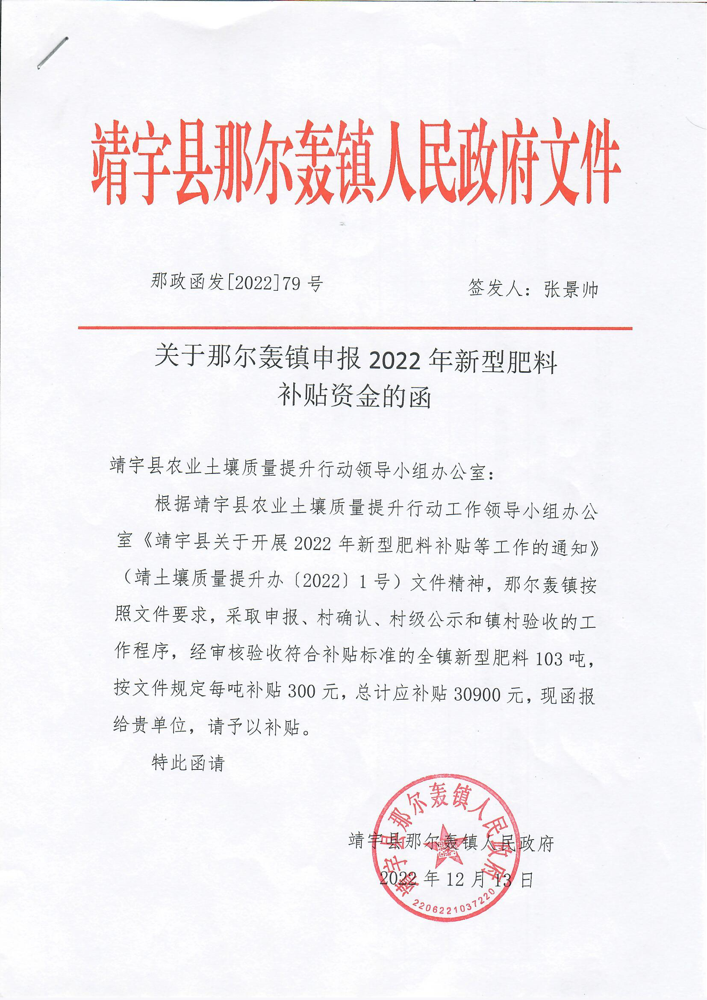 靖宇县那尔轰镇人民政府文件
那政函发[2022]79 号
签发人：张景帅
关于那尔轰镇申报 2022 年新型肥料
补贴资金的函
靖宇县农业土壤质量提升行动领导小组办公室：
根据靖宇县农业土壤质量提升行动工作领导小组办公
室《靖宇县关于开展 2022 年新型肥料补贴等工作的通知》
（靖土壤质量提升办〔2022〕1 号）文件精神，那尔轰镇按
照文件要求，采取申报、村确认、村级公示和镇村验收的工
作程序，经审核验收符合补贴标准的全镇新型肥料 103 吨，
按文件规定每吨补贴 300 元，总计应补贴 30900 元，现函报
给贵单位，请予以补贴。
特此函请
靖宇县那尔轰镇人民政府
2022 年 12 月 13 日
靖宇县那尔轰镇人民政府
2206221037220